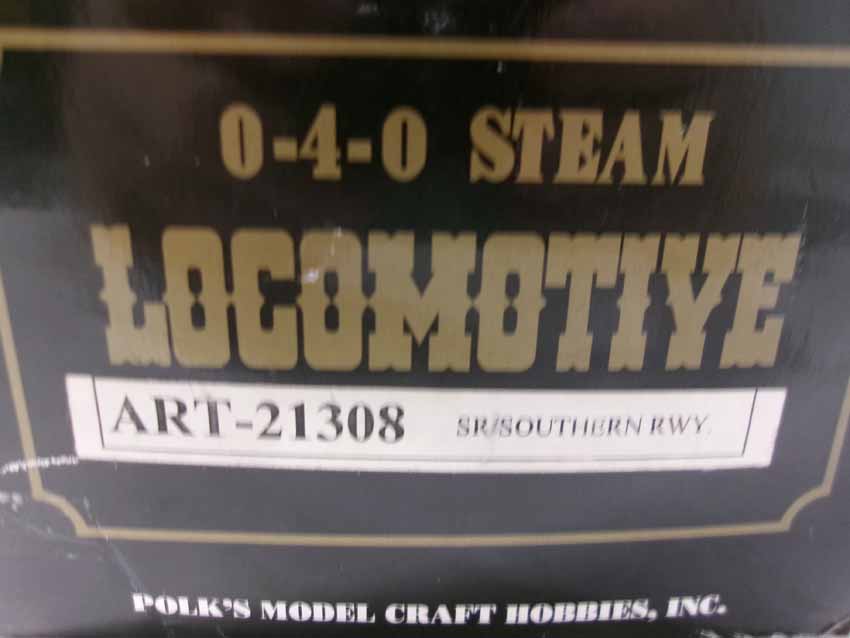 0-4-0 STEAM
LOCOMOTIVE
ART-21308 SR/SOUTHERN RWY.
POLK'S MODEL CRAFT HOBBIES, INC.